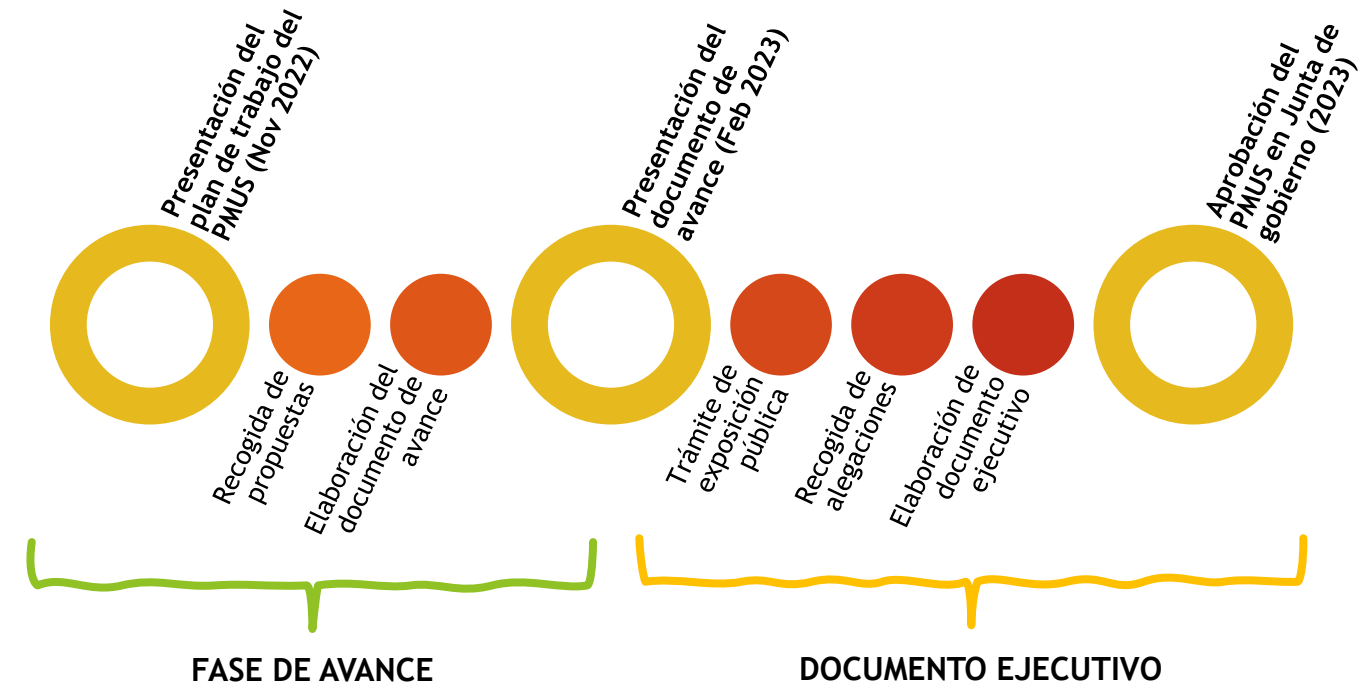 Presentación del
plan de trabajo del
PMUS (Nov 2022)
Recogida de
propuestas
Elaboración del
documento de
avance
Presentación del
documento de
avance (Feb 2023)
Trámite de
exposición
pública
Recogida de
alegaciones
Elaboración de
documento
ejecutivo
Aprobación del
PMUS en Junta de
gobierno (2023)
FASE DE AVANCE
DOCUMENTO EJECUTIVO